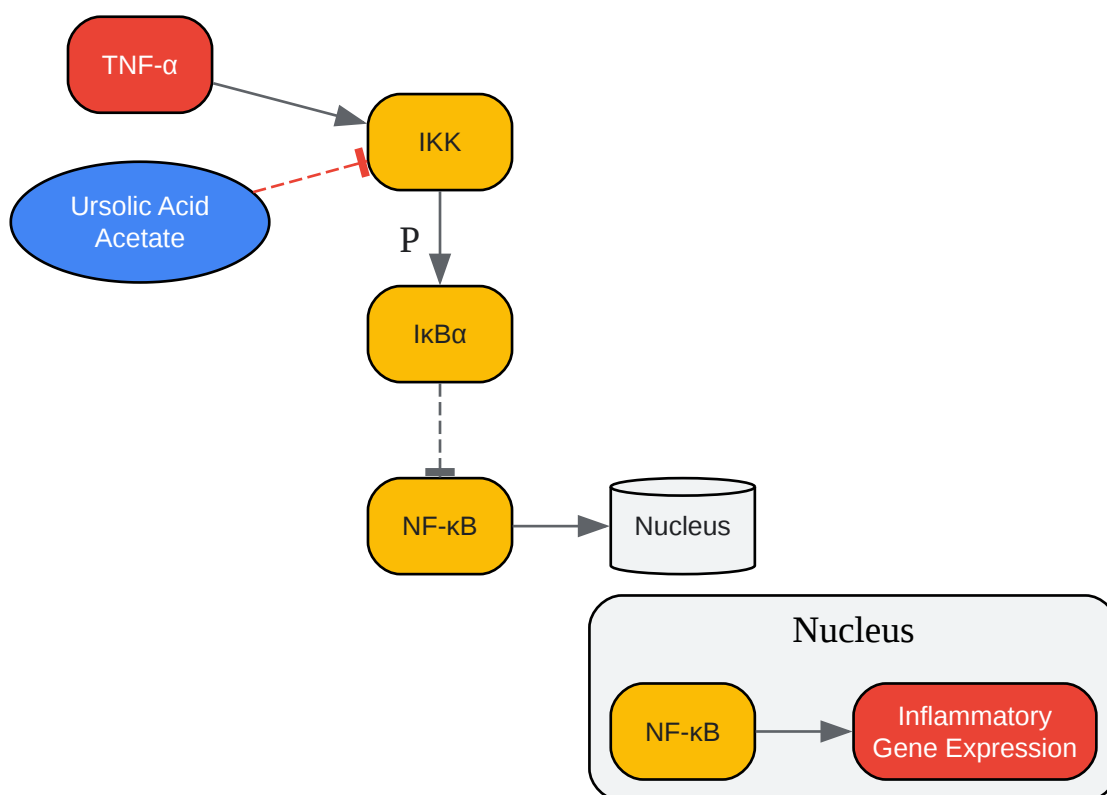 TNF-α
IKK
Ursolic Acid
Acetate
P
IκBα
NF-κB
Nucleus
Nucleus
NF-κB
Inflammatory
Gene Expression